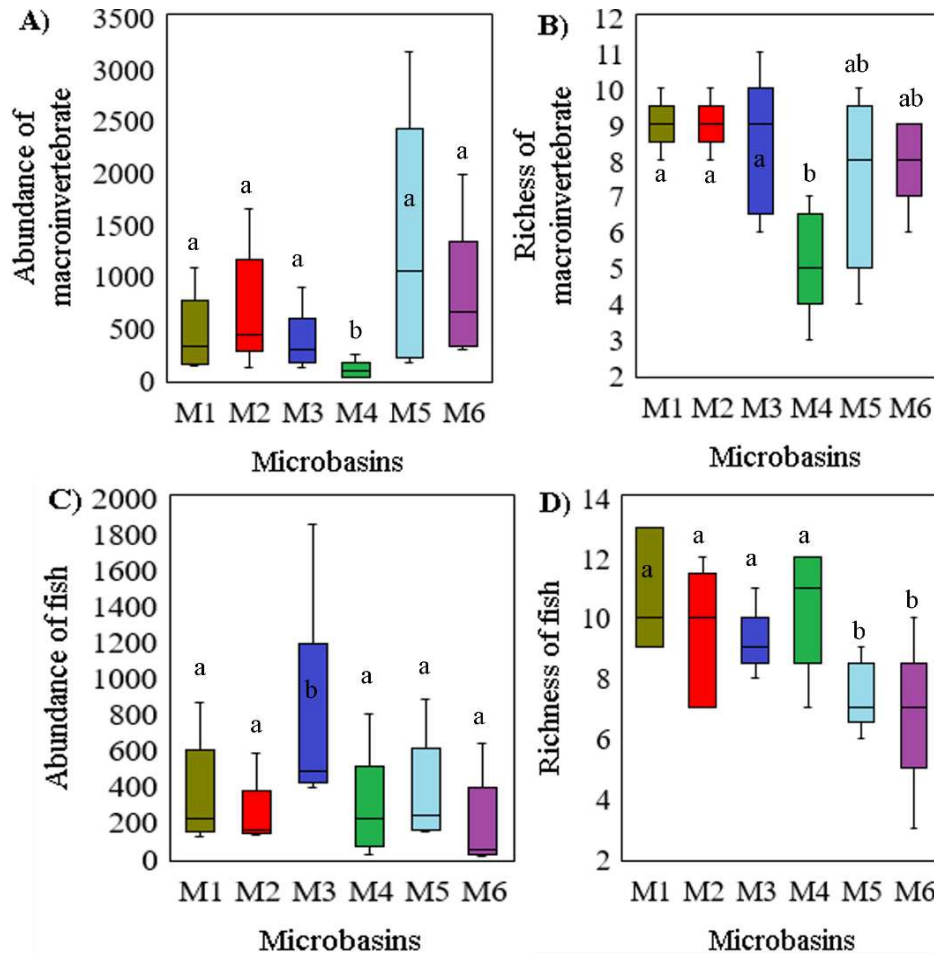 A)
Abundance of
macroinvertebrate
3500
3000
2500
2000
1500
1000
500
0
a
a
a
b
a
a
M1 M2 M3 M4 M5 M6
Microbasins
B)
Richess of
macroinvertebrate
12
11
10
9
8
7
6
5
4
3
2
a
a
a
b
ab
ab
M1 M2 M3 M4 M5 M6
Microbasins
C)
Abundance of fish
2000
1800
1600
1400
1200
1000
800
600
400
200
0
a
a
b
a
a
a
M1 M2 M3 M4 M5 M6
Microbasins
D)
Richness of fish
14
12
10
8
6
4
2
a
a
a
a
b
b
M1 M2 M3 M4 M5 M6
Microbasins